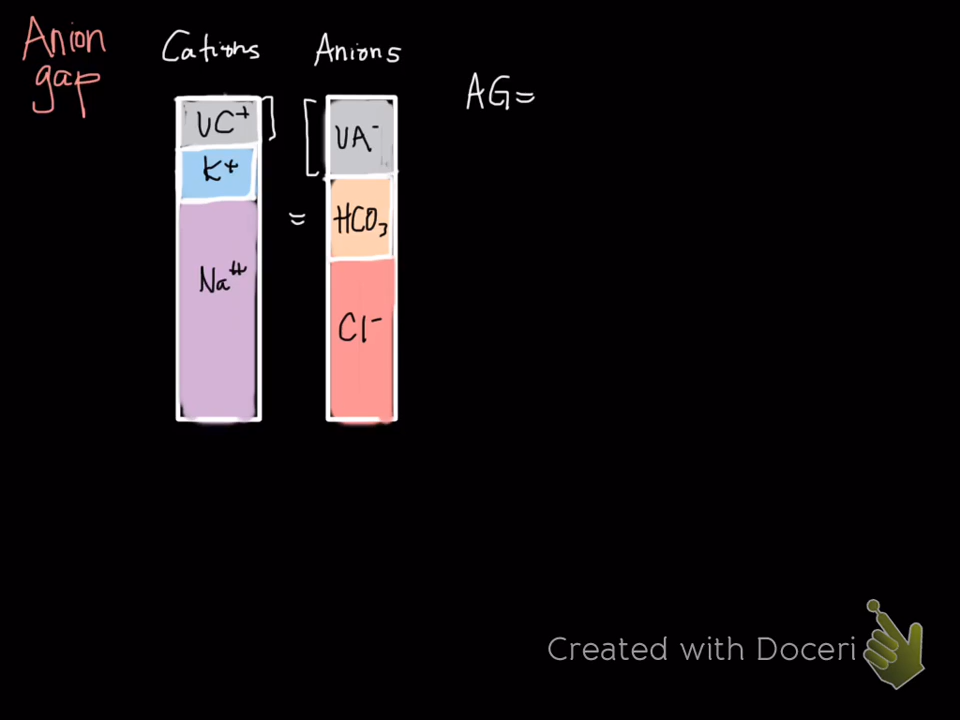 Anion
gap
Cations
Anions
AG=
UC+
UA-
K+
HCO3
=
Na++
Cl-
Created with Doceri